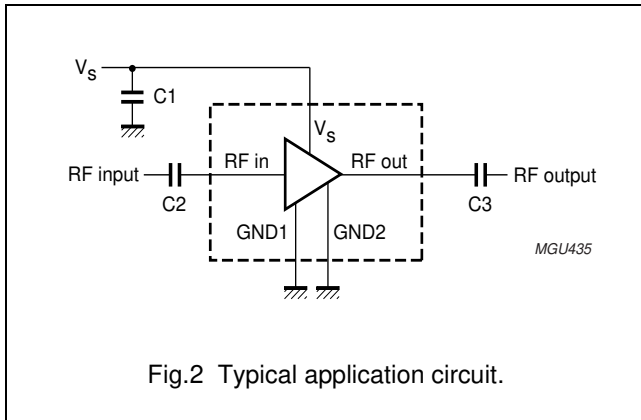 V_S
C1
V_S
RF input
RF in
RF out
RF output
C2
C3
GND1
GND2
MGU435
Fig.2 Typical application circuit.